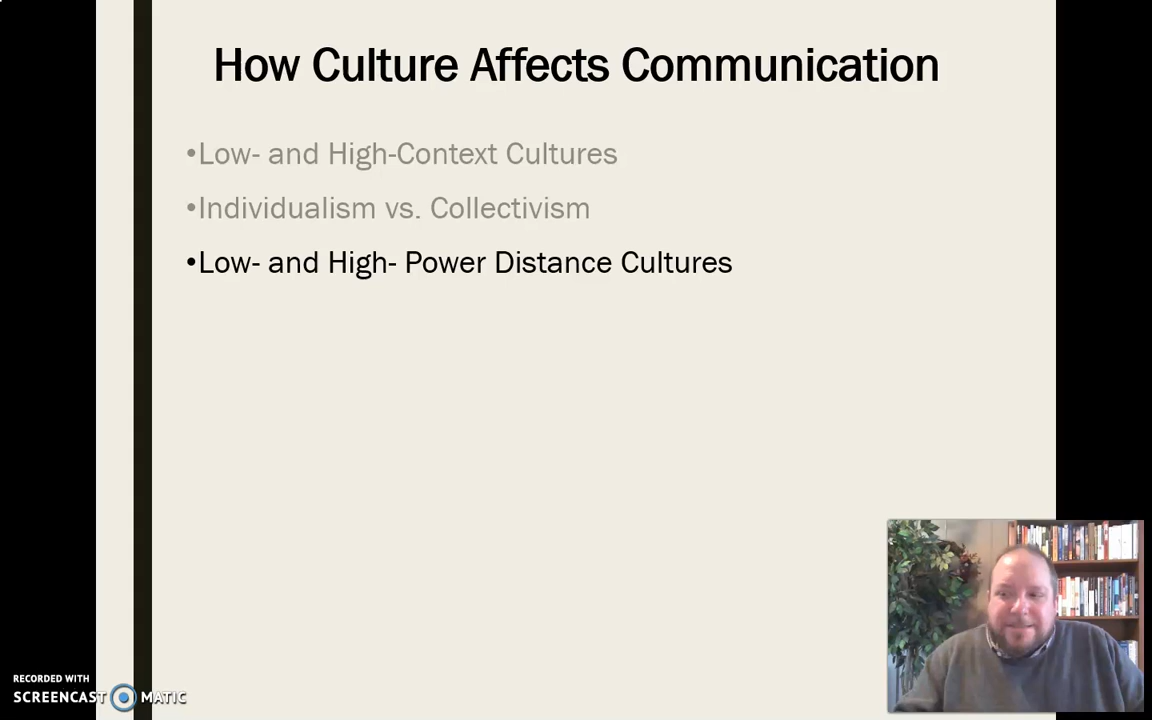 How Culture Affects Communication
•Low- and High-Context Cultures
•Individualism vs. Collectivism
•Low- and High- Power Distance Cultures
RECORDED WITH
SCREENCAST MATIC